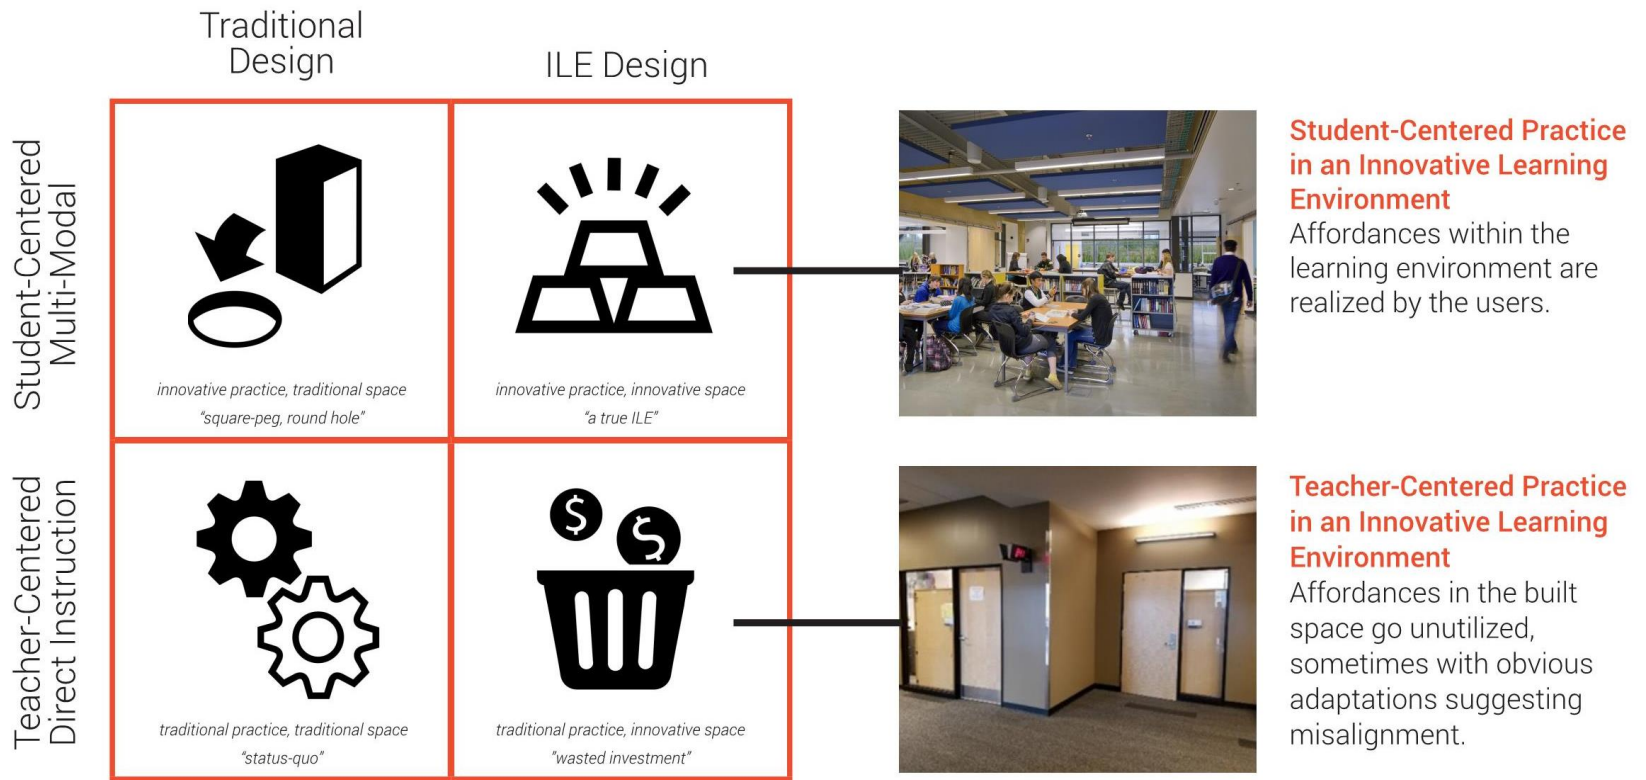 Traditional
Design
ILE Design
Student-Centered
Multi-Modal
innovative practice, traditional space
“square-peg, round hole”
innovative practice, innovative space
“a true ILE”
Student-Centered Practice
in an Innovative Learning
Environment
Affordances within the
learning environment are
realized by the users.
Teacher-Centered
Direct Instruction
$
$
traditional practice, traditional space
“status-quo”
traditional practice, innovative space
"wasted investment”
Teacher-Centered Practice
in an Innovative Learning
Environment
Affordances in the built
space go unutilized,
sometimes with obvious
adaptations suggesting
misalignment.